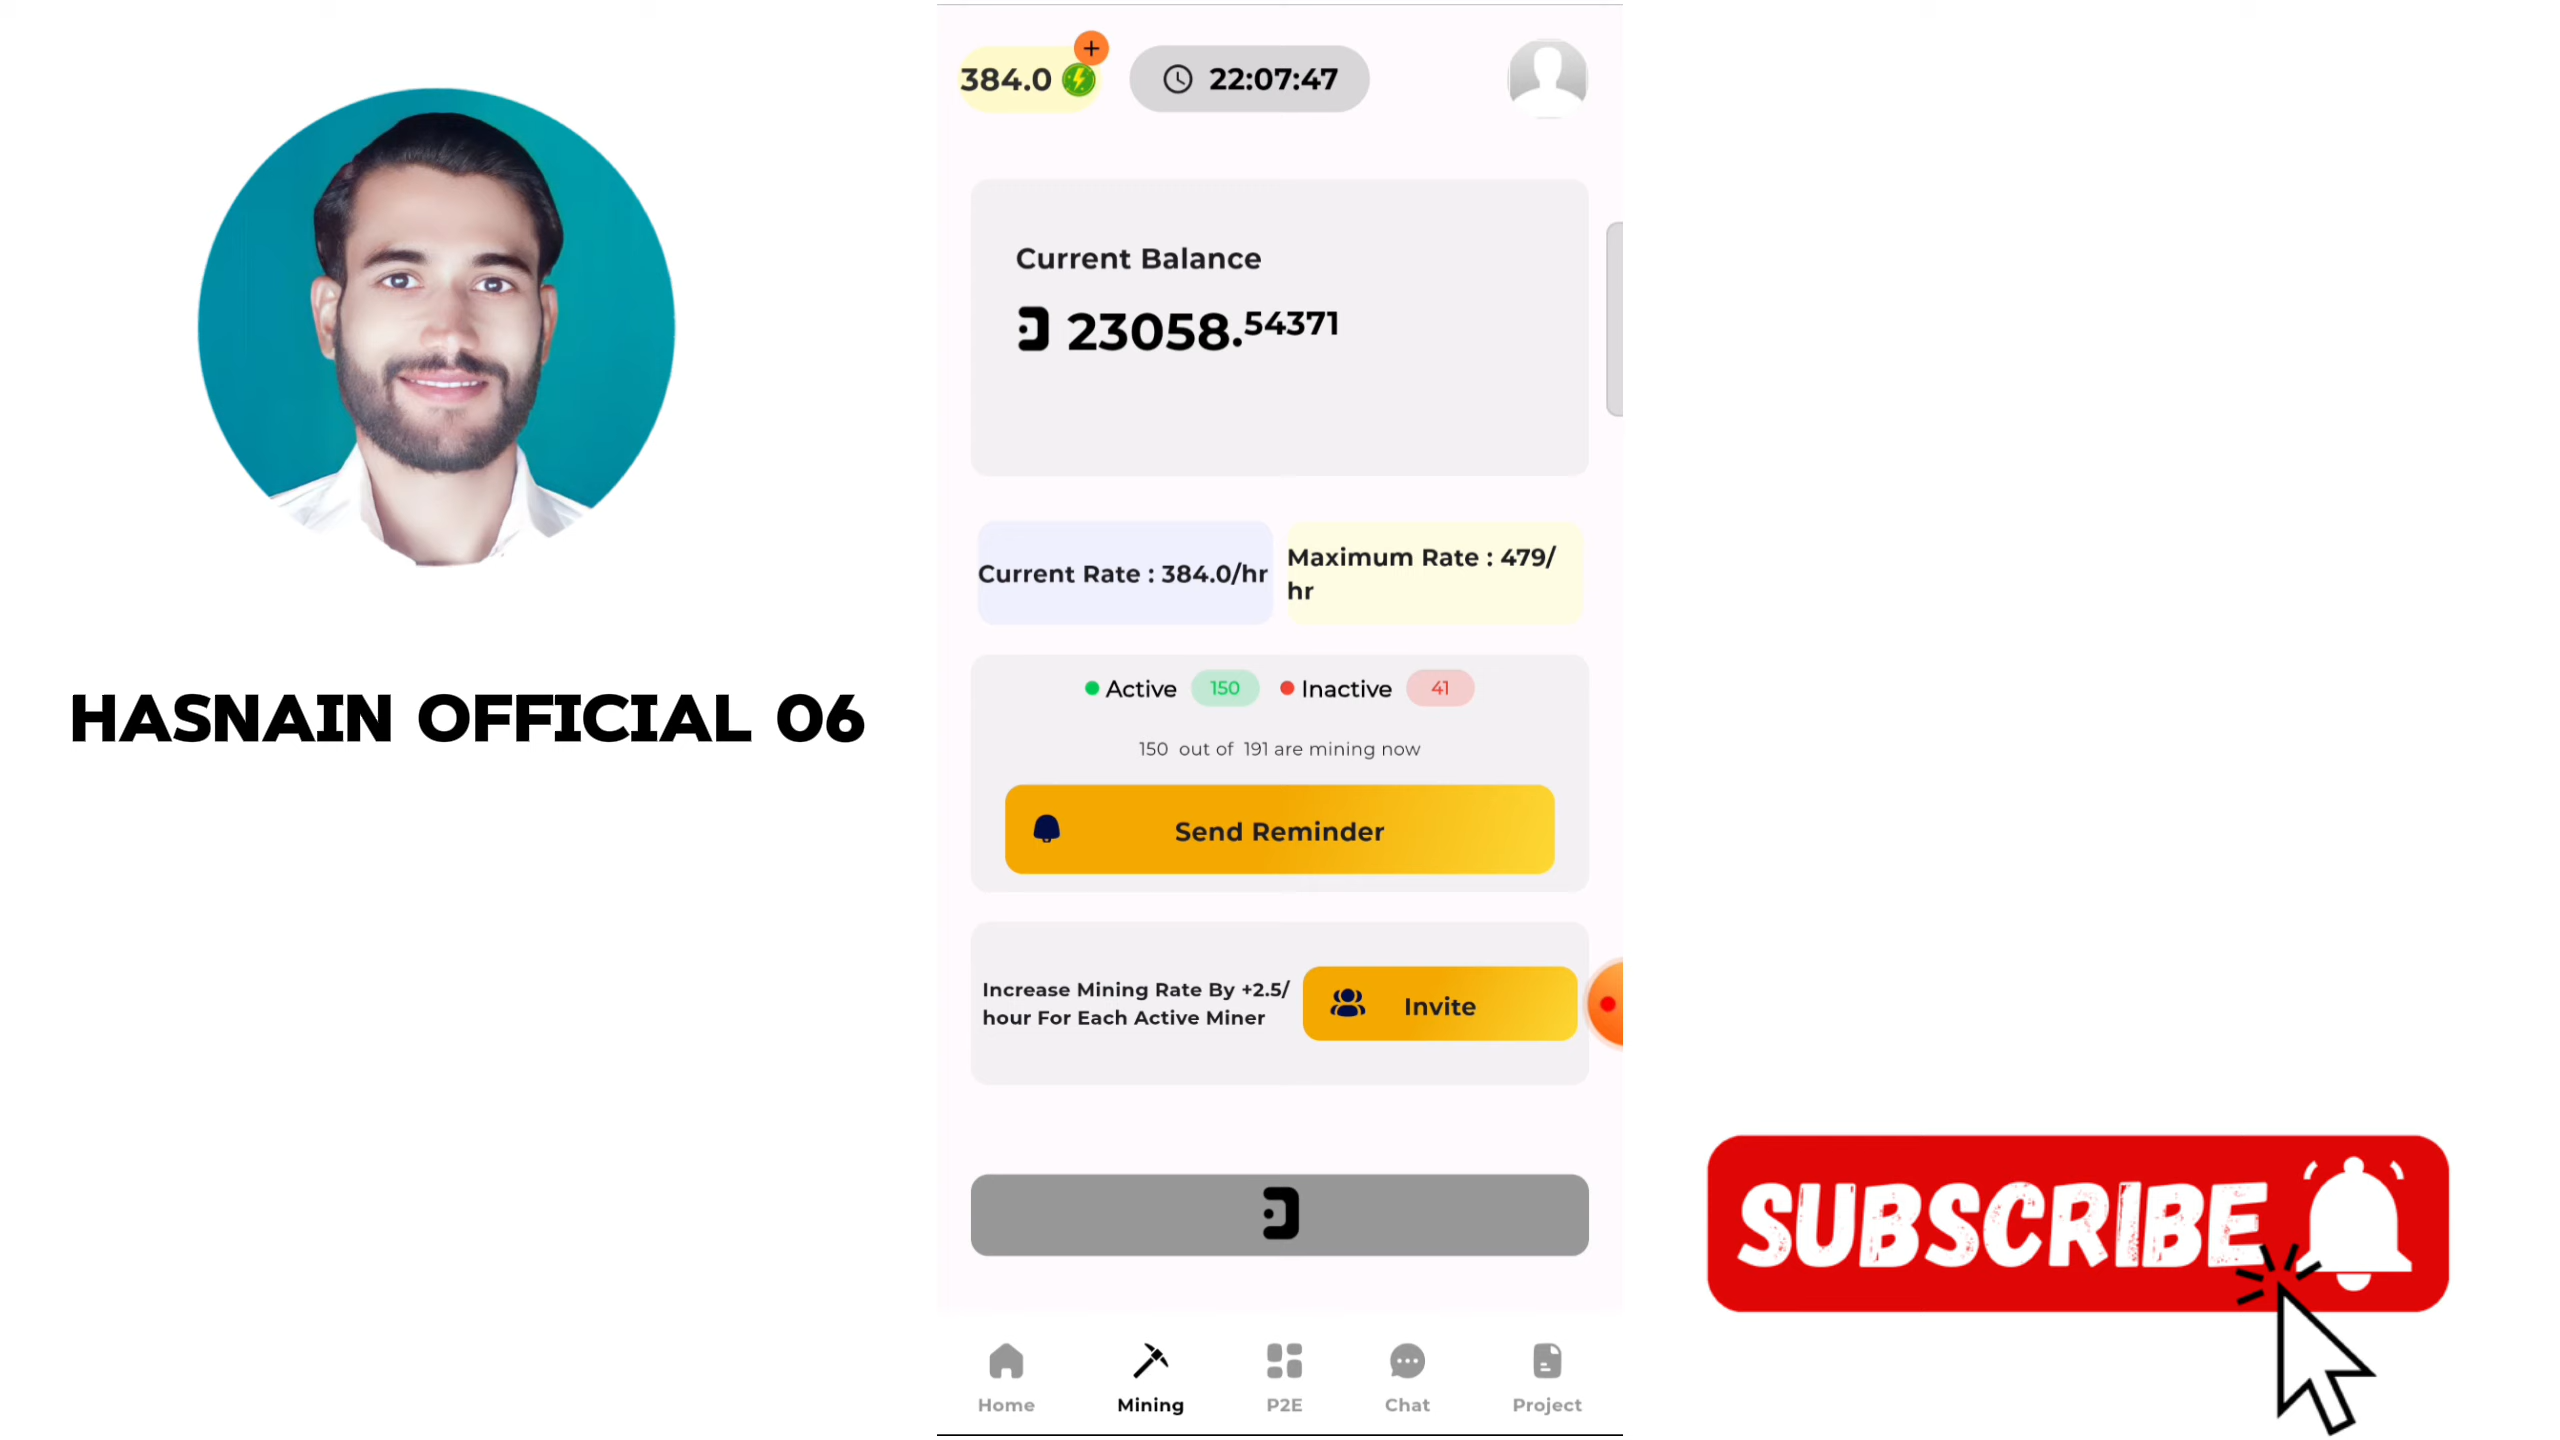 384.0
22:07:47
Current Balance
23058.54371
Current Rate : 384.0/hr
Maximum Rate : 479/
hr
Active 150 Inactive 41
150 out of 191 are mining now
Send Reminder
Increase Mining Rate By +2.5/
hour For Each Active Miner
Invite
Home Mining P2E Chat Project
HASNAIN OFFICIAL 06
SUBSCRIBE